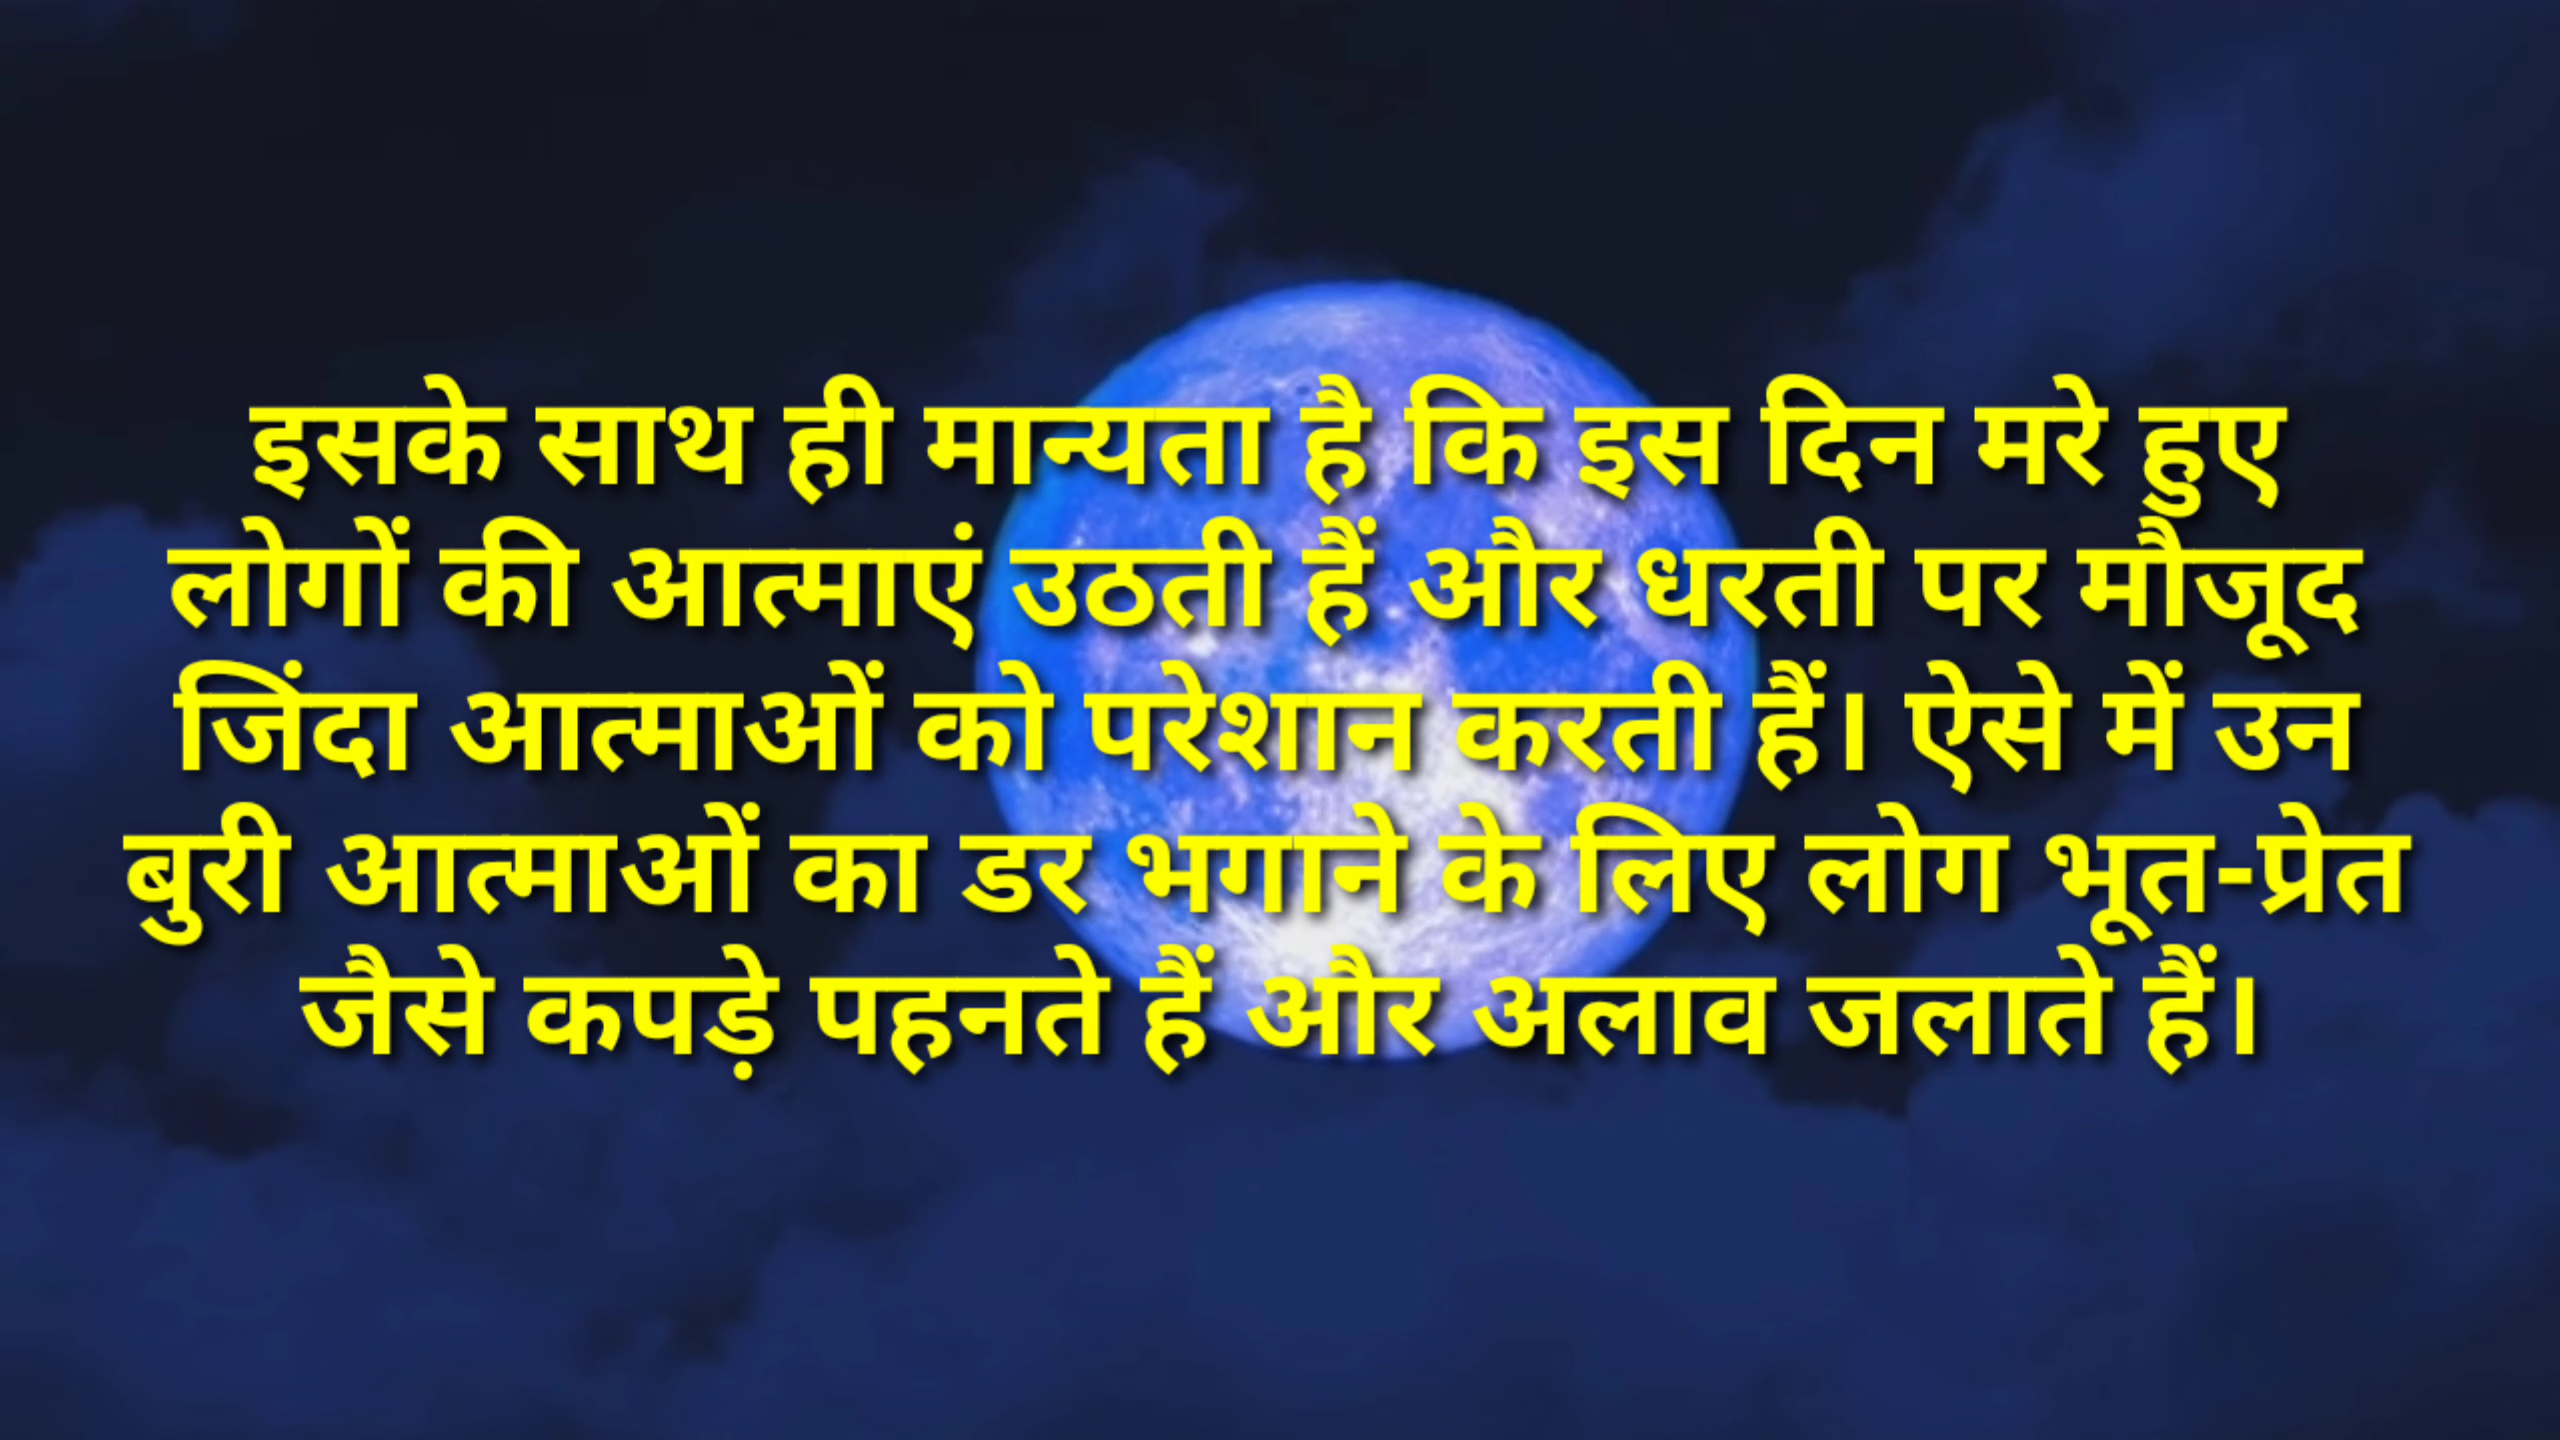 इसके साथ ही मान्यता है कि इस दिन मरे हुए
लोगों की आत्माएं उठती हैं और धरती पर मौजूद
जिंदा आत्माओं को परेशान करती हैं। ऐसे में उन
बुरी आत्माओं का डर भगाने के लिए लोग भूत-प्रेत
जैसे कपड़े पहनते हैं और अलाव जलाते हैं।